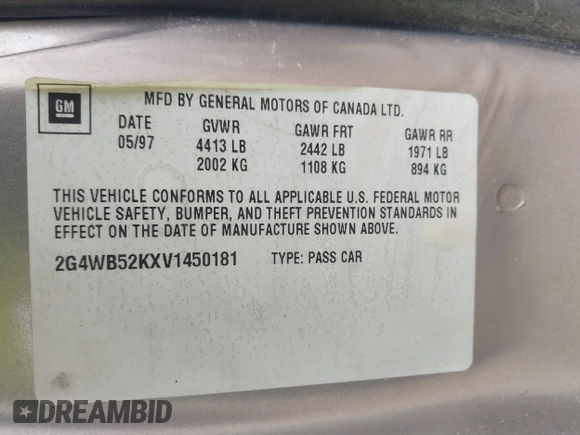 GM
MFD BY GENERAL MOTORS OF CANADA LTD.
DATE GVWR GAWR FRT GAWR RR
05/97 4413 LB 2442 LB 1971 LB
2002 KG 1108 KG 894 KG
THIS VEHICLE CONFORMS TO ALL APPLICABLE U.S. FEDERAL MOTOR
VEHICLE SAFETY, BUMPER, AND THEFT PREVENTION STANDARDS IN
EFFECT ON THE DATE OF MANUFACTURE SHOWN ABOVE.
2G4WB52KXV1450181 TYPE: PASS CAR
DREAMBID